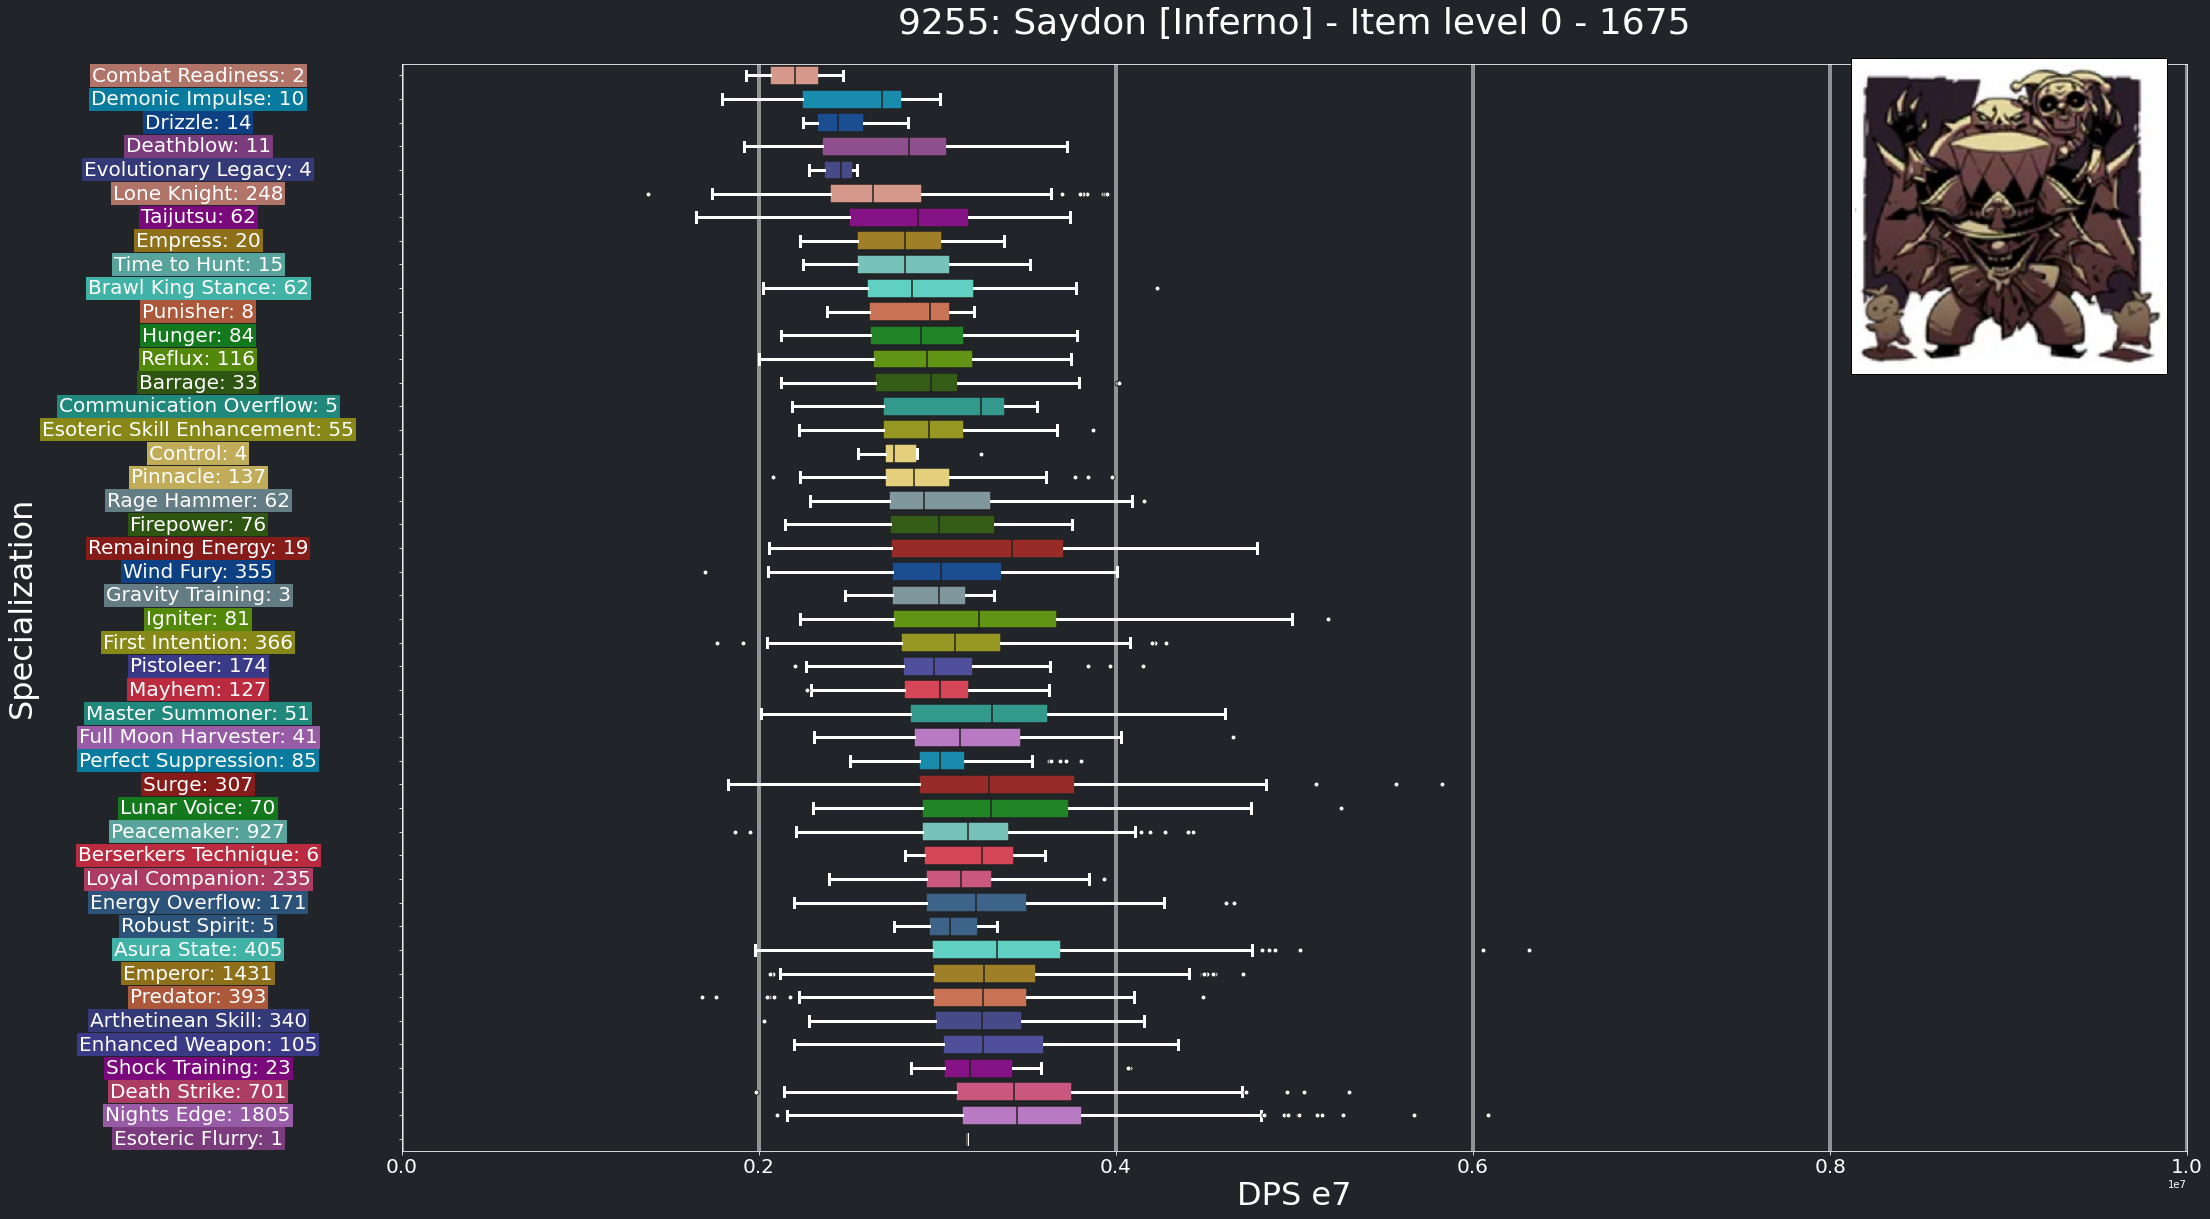 9255: Saydon [Inferno] - Item level 0 - 1675
Combat Readiness: 2
Demonic Impulse: 10
Drizzle: 14
Deathblow: 11
Evolutionary Legacy: 4
Lone Knight: 248
Taijutsu: 62
Empress: 20
Time to Hunt: 15
Brawl King Stance: 62
Punisher: 8
Hunger: 84
Reflux: 116
Barrage: 33
Communication Overflow: 5
Esoteric Skill Enhancement: 55
Control: 4
Pinnacle: 137
Rage Hammer: 62
Firepower: 76
Remaining Energy: 19
Wind Fury: 355
Gravity Training: 3
Igniter: 81
First Intention: 366
Pistoleer: 174
Mayhem: 127
Master Summoner: 51
Full Moon Harvester: 41
Perfect Suppression: 85
Surge: 307
Lunar Voice: 70
Peacemaker: 927
Berserkers Technique: 6
Loyal Companion: 235
Energy Overflow: 171
Robust Spirit: 5
Asura State: 405
Emperor: 1431
Predator: 393
Arthetinean Skill: 340
Enhanced Weapon: 105
Shock Training: 23
Death Strike: 701
Nights Edge: 1805
Esoteric Flurry: 1
Specialization
0.0 0.2 0.4 0.6 0.8 1.0
1e7
DPS e7